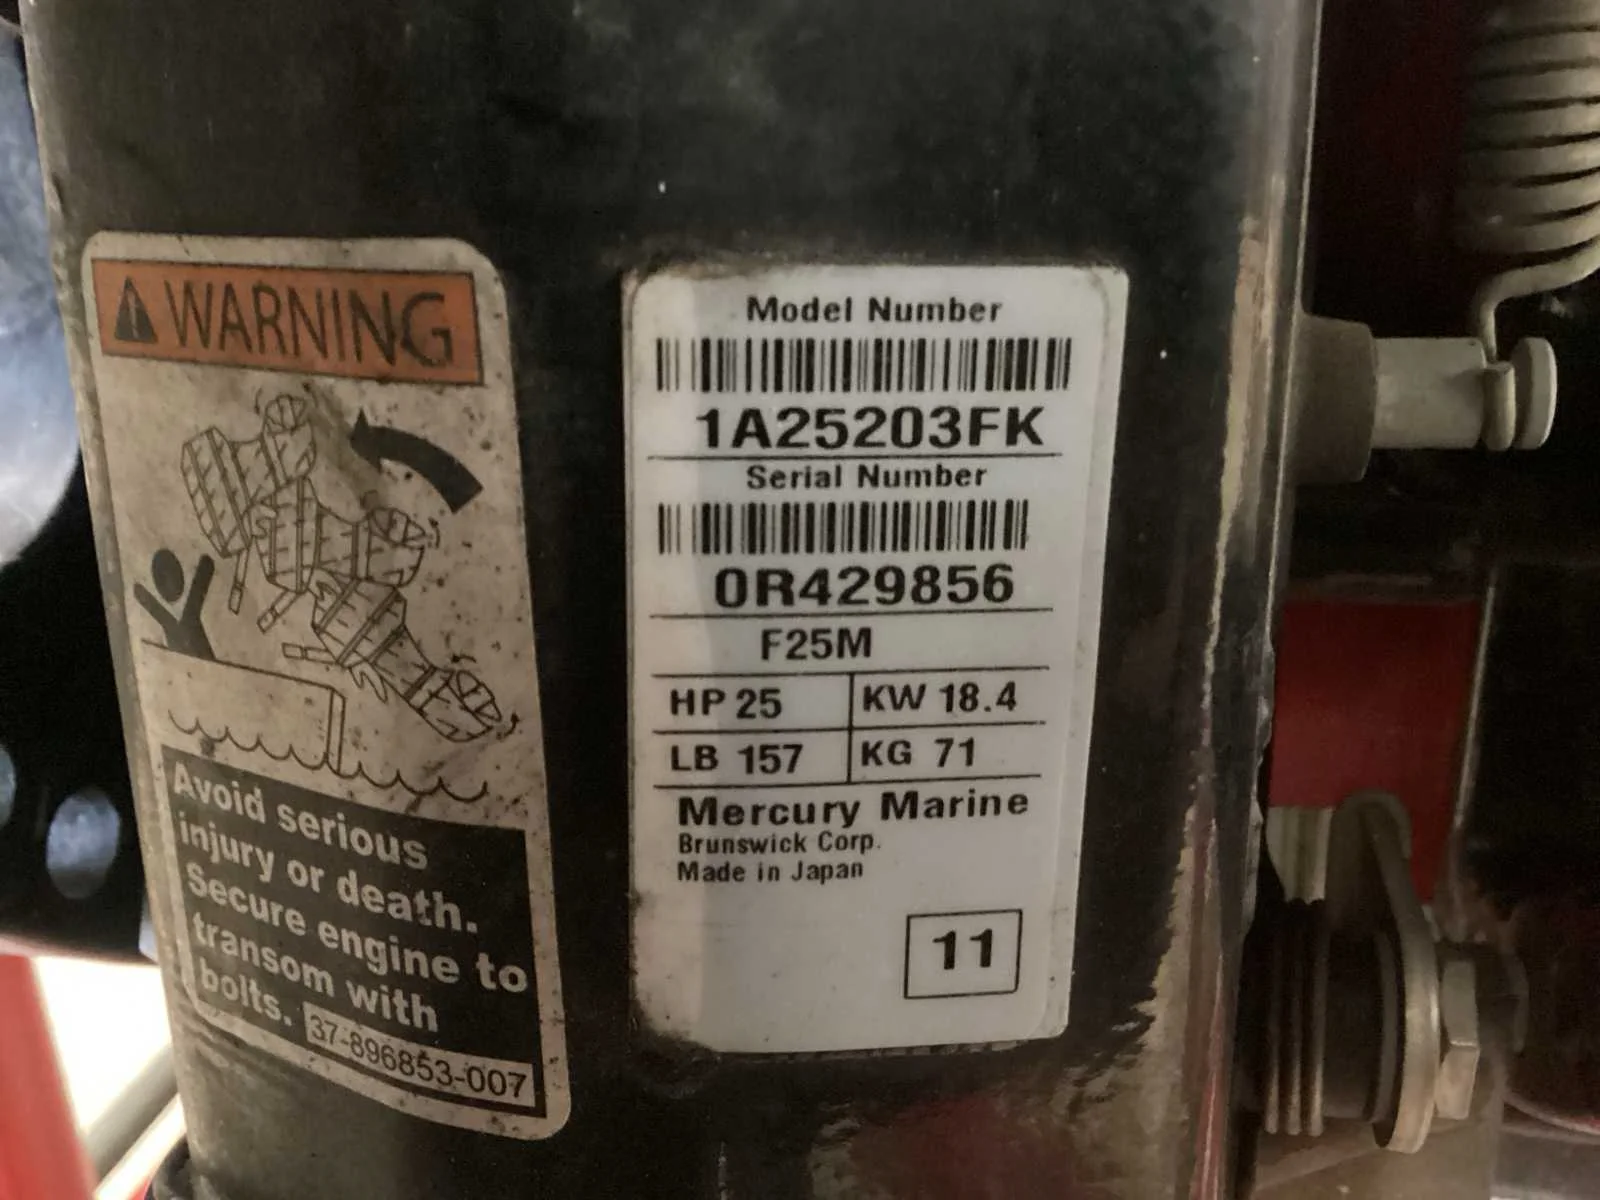 WARNING
Avoid serious
injury or death.
Secure engine to
transom with
bolts.
37-896853-007
Model Number
1A25203FK
Serial Number
0R429856
F25M
HP 25 KW 18.4
LB 157 KG 71
Mercury Marine
Brunswick Corp.
Made in Japan
11